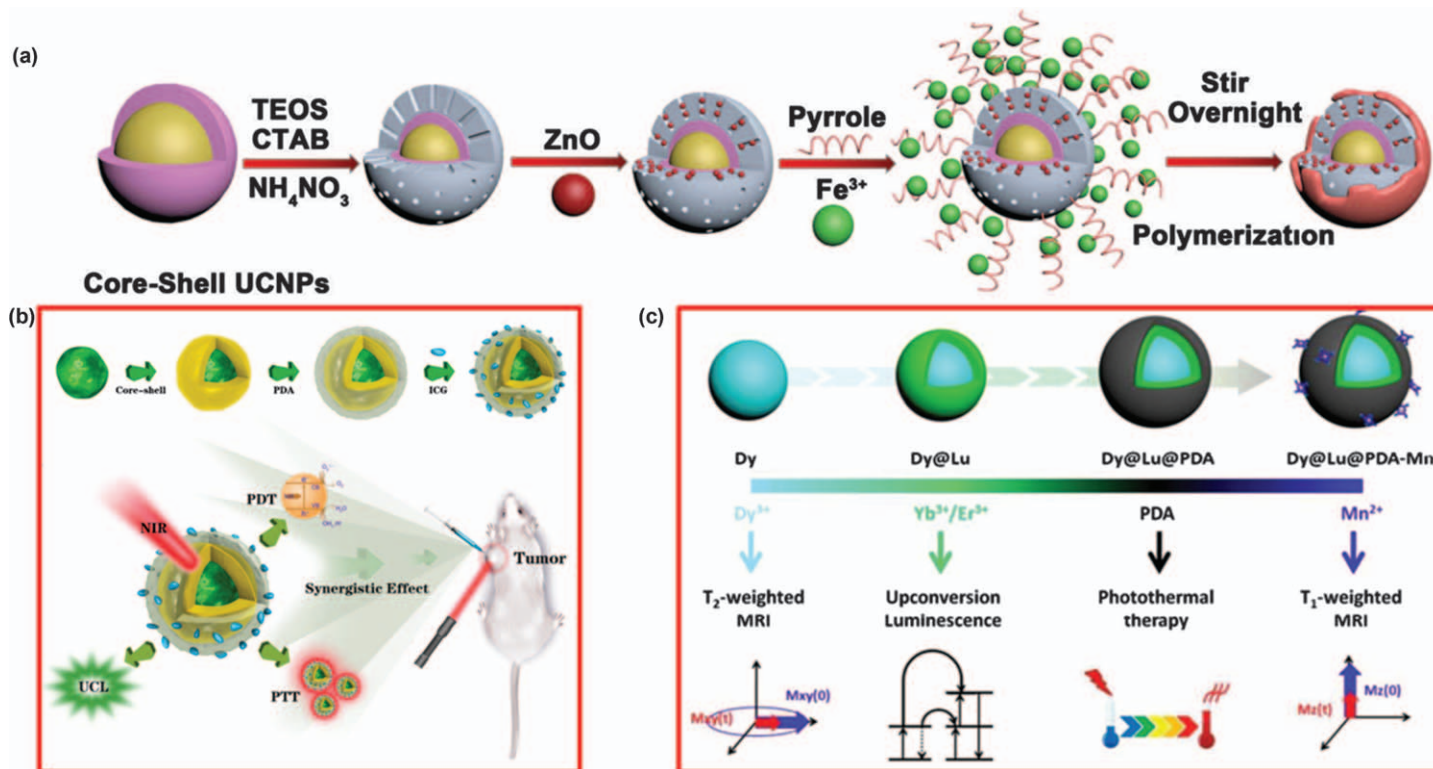 (a)
TEOS
CTAB
NH4NO3
ZnO
Pyrrole
Fe3+
Stir
Overnight
Polymerization
Core-Shell UCNPs
(b)
Core-shell
PDA
ICG
NIR
PDT
Synergistic Effect
Tumor
UCL
PTT
(c)
Dy
Dy@Lu
Dy@Lu@PDA
Dy@Lu@PDA-Mn
Dy3+
Yb3+/Er3+
PDA
Mn2+
T2-weighted
MRI
Upconversion
Luminescence
Photothermal
therapy
T1-weighted
MRI
Mxy(0)
Mxy(t)
Mz(0)
Mz(t)